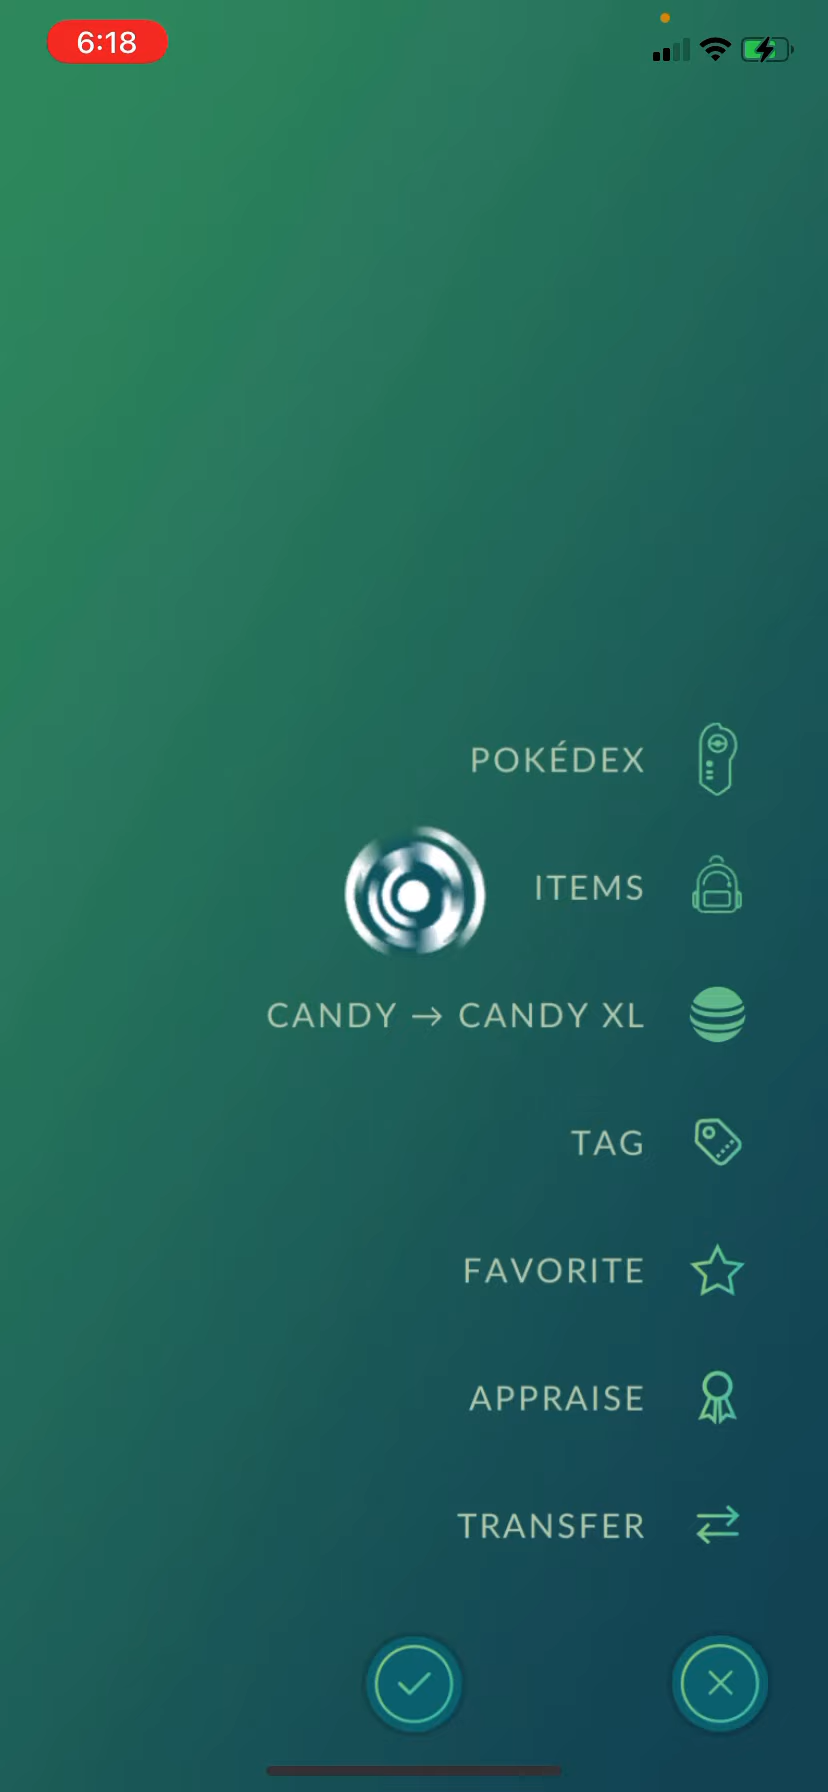 6:18
POKÉDEX
ITEMS
CANDY → CANDY XL
TAG
FAVORITE
APPRAISE
TRANSFER